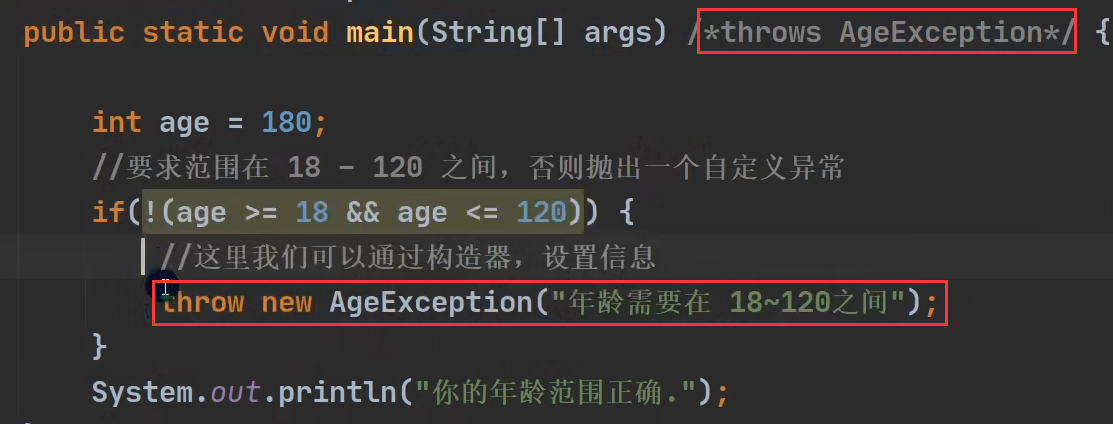 public static void main(String[] args) /*throws AgeException*/ {
int age = 180;
//要求范围在 18 - 120 之间，否则抛出一个自定义异常
if(!(age >= 18 && age <= 120)) {
//这里我们可以通过构造器，设置信息
throw new AgeException("年龄需要在 18~120之间");
}
System.out.println("你的年龄范围正确.");